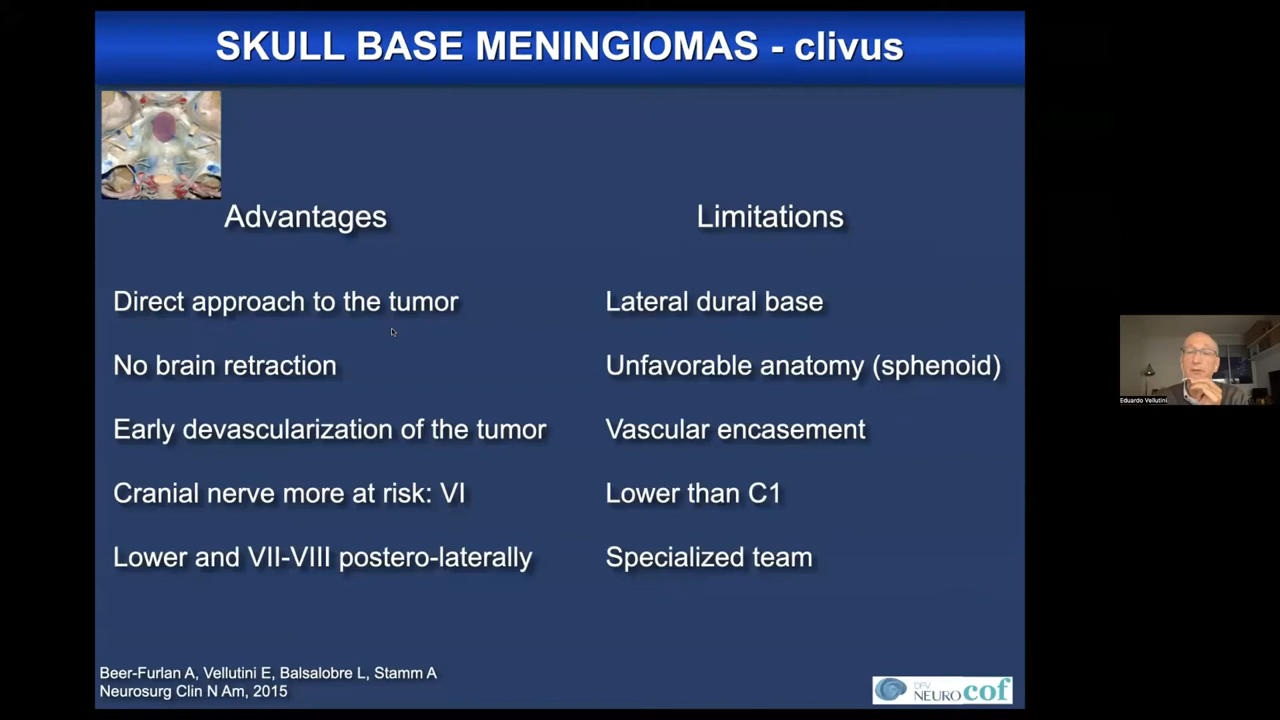 SKULL BASE MENINGIOMAS - clivus
Advantages
Direct approach to the tumor
No brain retraction
Early devascularization of the tumor
Cranial nerve more at risk: VI
Lower and VII-VIII postero-laterally
Limitations
Lateral dural base
Unfavorable anatomy (sphenoid)
Vascular encasement
Lower than C1
Specialized team
Beer-Furlan A, Vellutini E, Balsalobre L, Stamm A
Neurosurg Clin N Am, 2015
DFV
NEUROcof
Eduardo Vellutini